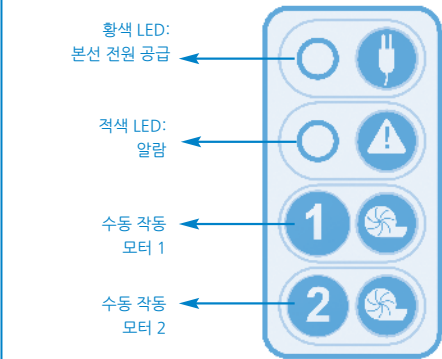 황색 LED:
본선 전원 공급
적색 LED:
알람
수동 작동
모터 1
1
수동 작동
모터 2
2